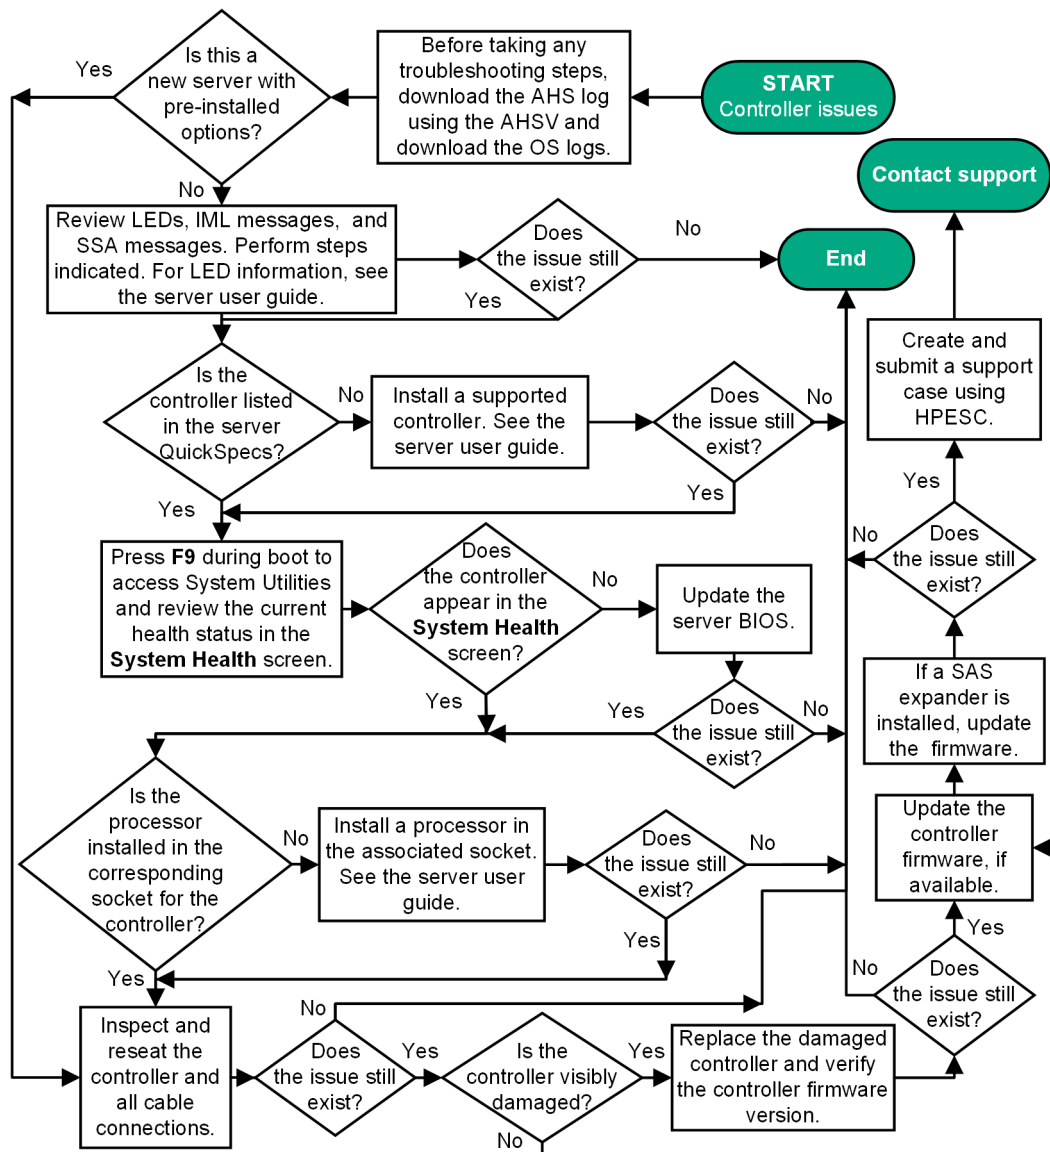 START
Controller issues
Before taking any
troubleshooting steps,
download the AHS log
using the AHSV and
download the OS logs.
Is this a
new server with
pre-installed
options?
Yes
No
Review LEDs, IML messages, and
SSA messages. Perform steps
indicated. For LED information, see
the server user guide.
Does
the issue still
exist?
No
Yes
End
Contact support
Is the
controller listed
in the server
QuickSpecs?
No
Yes
Install a supported
controller. See the
server user guide.
Does
the issue still
exist?
No
Yes
Press F9 during boot to
access System Utilities
and review the current
health status in the
System Health screen.
Does
the controller
appear in the
System Health
screen?
No
Yes
Update the
server BIOS.
Does
the issue still
exist?
Yes
No
Is the
processor
installed in the
corresponding
socket for the
controller?
No
Yes
Install a processor in
the associated socket.
See the server user
guide.
Does
the issue still
exist?
No
Yes
Inspect and
reseat the
controller and
all cable
connections.
Does
the issue still
exist?
No
Yes
Is the
controller visibly
damaged?
Yes
No
Replace the damaged
controller and verify
the controller firmware
version.
Does
the issue still
exist?
No
Yes
Update the
controller
firmware, if
available.
If a SAS
expander is
installed, update
the firmware.
Does
the issue still
exist?
No
Yes
Create and
submit a support
case using
HPESC.